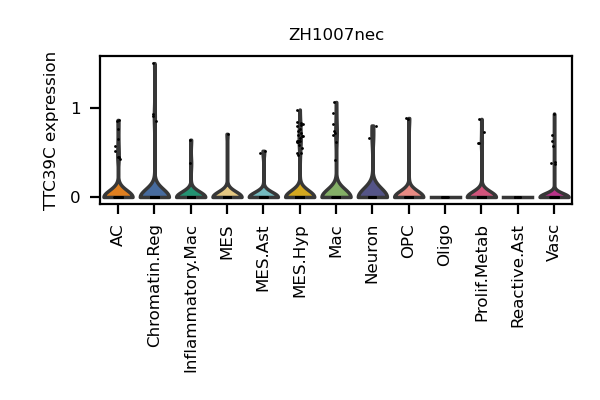 ZH1007nec
TTC39C expression
1
0
AC
Chromatin.Reg
Inflammatory.Mac
MES
MES.Ast
MES.Hyp
Mac
Neuron
OPC
Oligo
Prolif.Metab
Reactive.Ast
Vasc